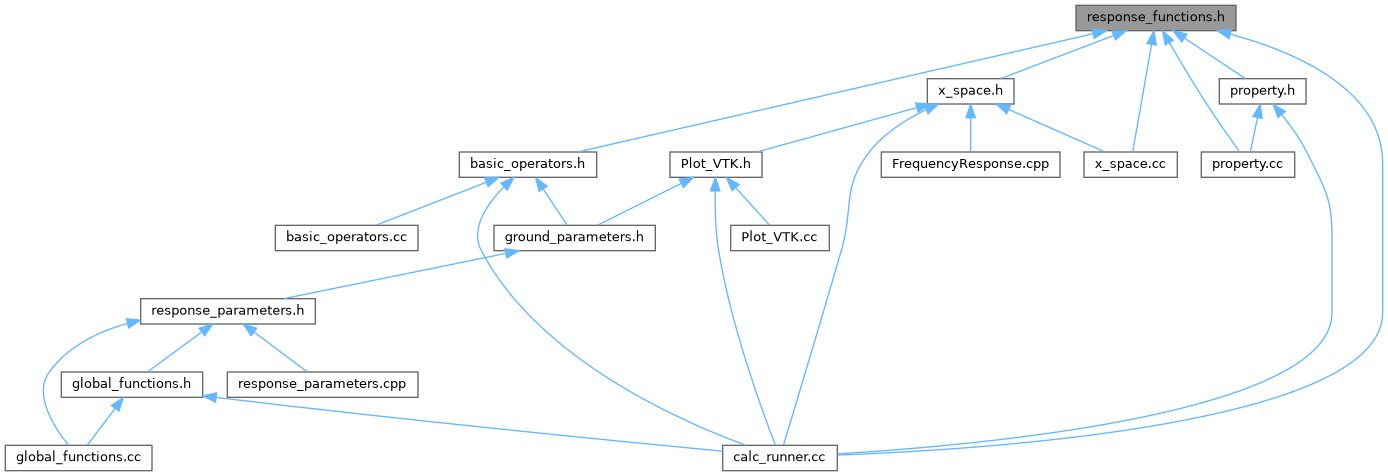 response_functions.h
x_space.h
property.h
basic_operators.h
Plot_VTK.h
FrequencyResponse.cpp
x_space.cc
property.cc
basic_operators.cc
ground_parameters.h
Plot_VTK.cc
response_parameters.h
global_functions.h
response_parameters.cpp
global_functions.cc
calc_runner.cc